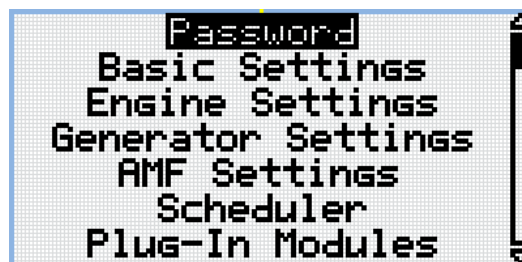 Password
Basic Settings
Engine Settings
Generator Settings
AMF Settings
Scheduler
Plug-In Modules